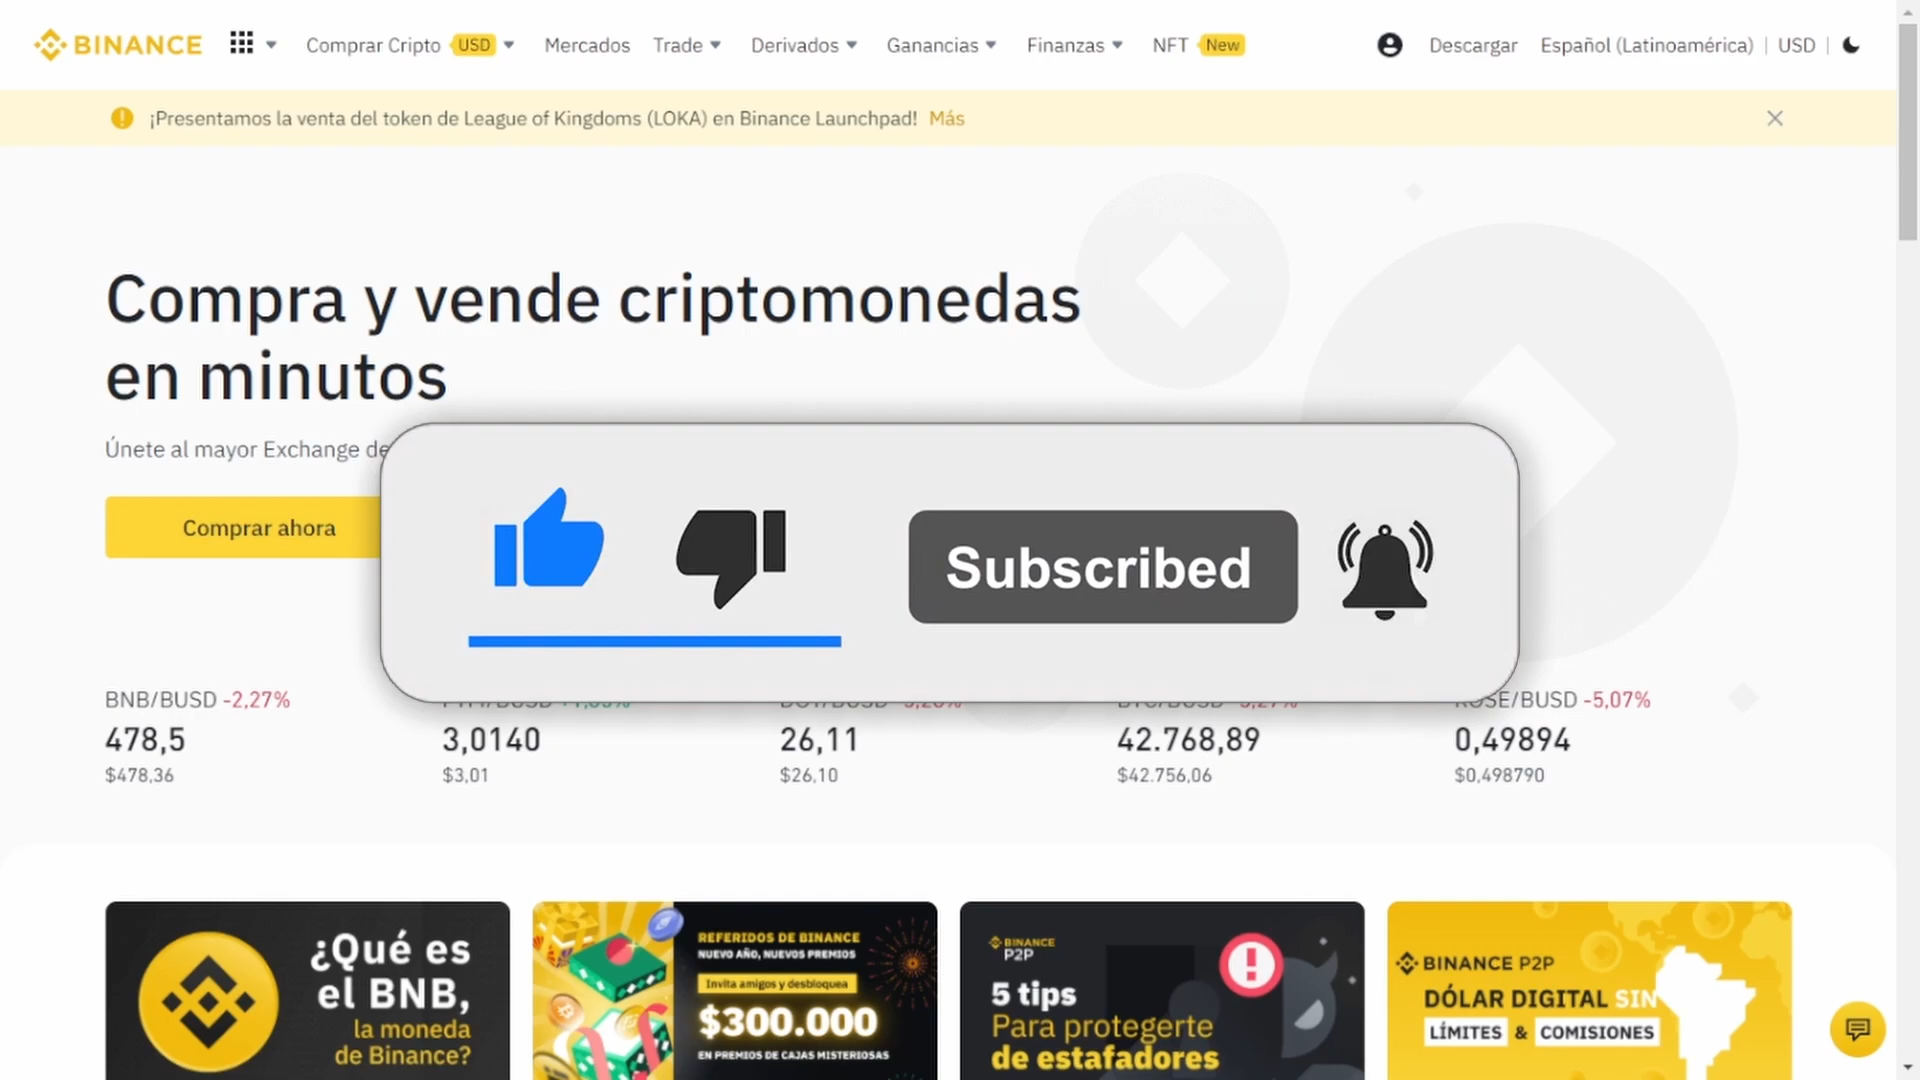 BINANCE
Comprar Cripto USD
Mercados
Trade
Derivados
Ganancias
Finanzas
NFT New
Descargar
Español (Latinoamérica)
USD
¡Presentamos la venta del token de League of Kingdoms (LOKA) en Binance Launchpad! Más
Compra y vende criptomonedas
en minutos
Únete al mayor Exchange de
Comprar ahora
Subscribed
BNB/BUSD -2,27%
478,5
$478,36
3,0140
$3,01
26,11
$26,10
42.768,89
$42.756,06
OSE/BUSD -5,07%
0,49894
$0,498790
¿Qué es
el BNB,
la moneda
de Binance?
REFERIDOS DE BINANCE
NUEVO AÑO, NUEVOS PREMIOS
Invita amigos y desbloquea
$300.000
EN PREMIOS DE CAJAS MISTERIOSAS
BINANCE
P2P
5 tips
Para protegerte
de estafadores
BINANCE P2P
DÓLAR DIGITAL SIN
LÍMITES & COMISIONES